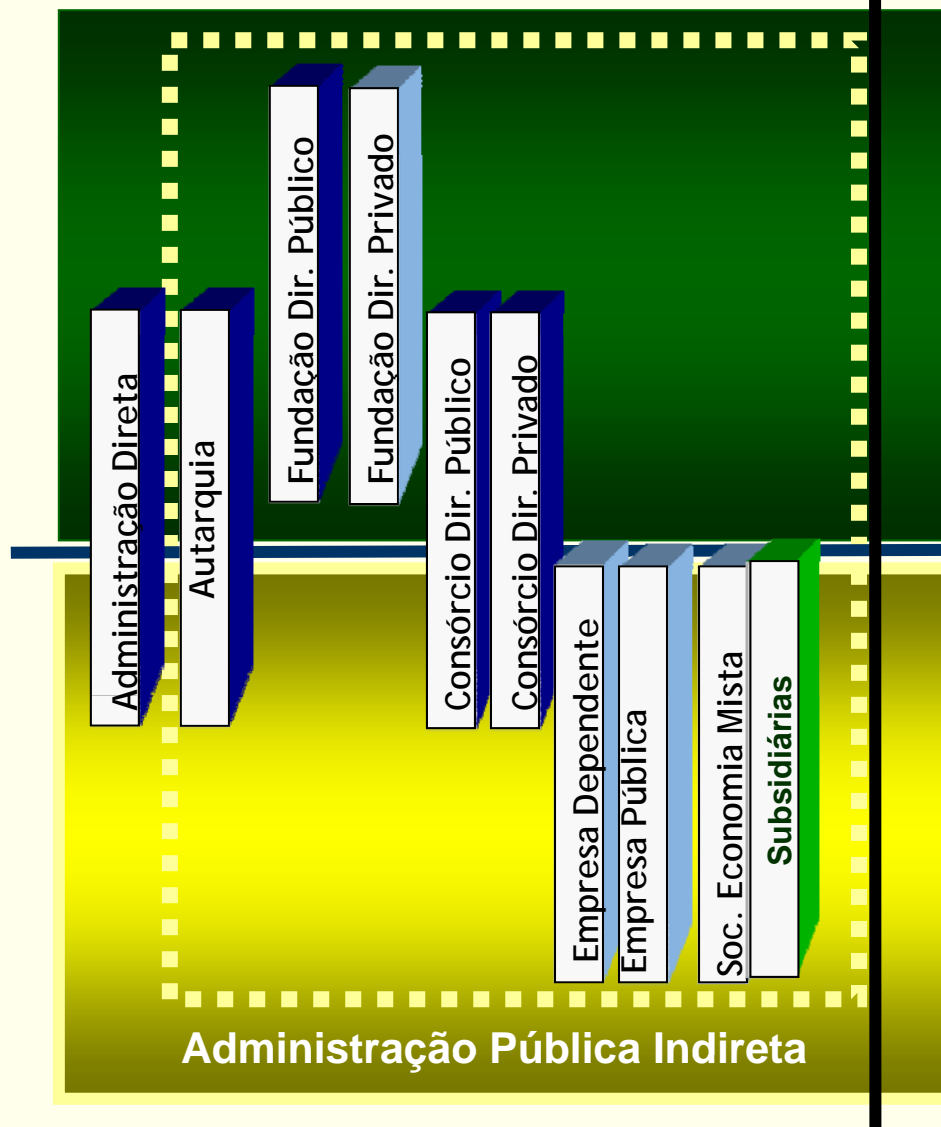 Administração Direta
Autarquia
Fundação Dir. Público
Fundação Dir. Privado
Consórcio Dir. Público
Consórcio Dir. Privado
Empresa Dependente
Empresa Pública
Soc. Economia Mista
Subsidiárias
Administração Pública Indireta